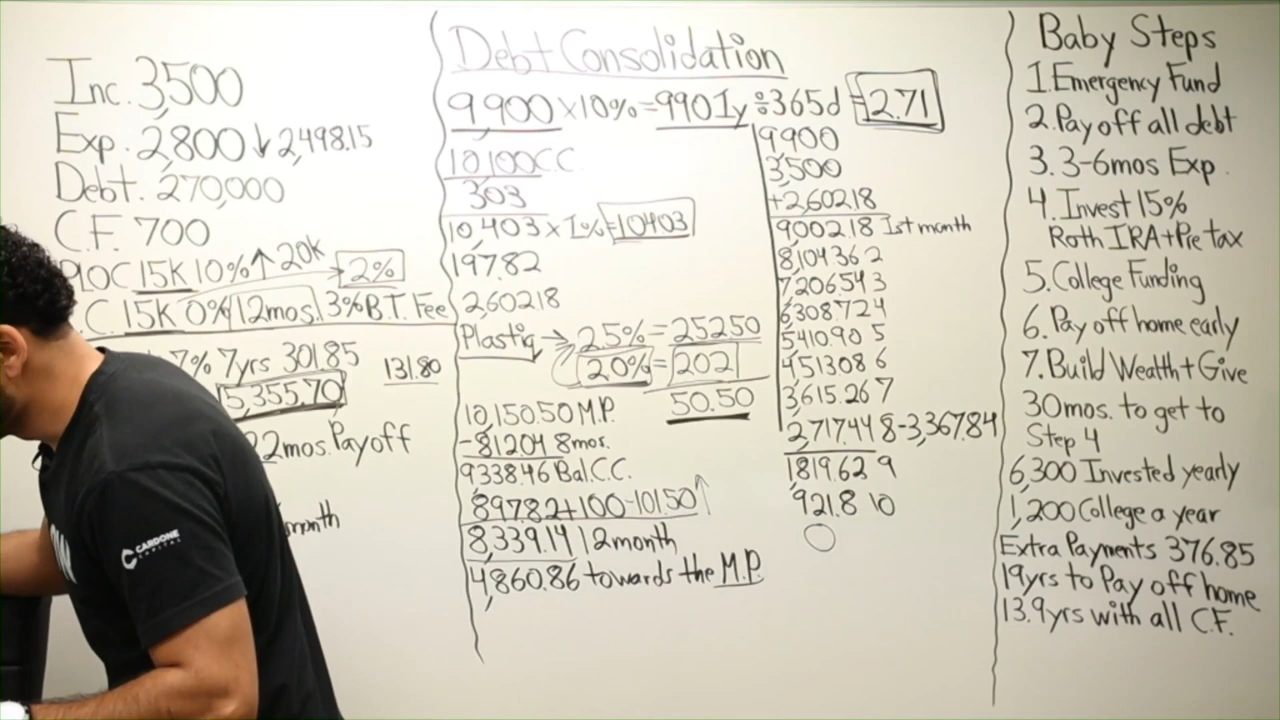 Inc. 3,500
Exp. 2,800 ↓ 2,498.15
Debt. 270,000
C.F. 700
PLOC 15K 10% ↑ 20K → 2%
.C. 15K 0% 12mos. 3% B.T. Fee
7% 7yrs 301.85
131.80
5,355.70
22mos. Payoff
month
Debt Consolidation
9,900 x 10% = 990 Iy ÷ 365d = 2.71
10,100 CC
303
10,403 x 1% = 104.03
197.82
2,602.18
Plastiq → 2.5% = 252.50
20% = 202
50.50
10,150.50 M.P.
-812.04 8mos.
9338.46 Bal. C.C.
897.82+100-101.50 ↑
8,339.14 12month
4,860.86 towards the M.P.
9900
3,500
+2,602.18
9002.18 1st month
8104.36 2
7206.54 3
6308.72 4
5410.90 5
4513.08 6
3615.26 7
2,717.44 8-3,367.84
1819.62 9
921.8 10
0
Baby Steps
1. Emergency Fund
2. Pay off all debt
3. 3-6mos Exp.
4. Invest 15%
Roth IRA + Pre tax
5. College Funding
6. Pay off home early
7. Build Wealth + Give
30mos. to get to
Step 4
6,300 Invested yearly
1,200 College a year
Extra Payments 376.85
19yrs to Pay off home
13.9yrs with all C.F.
CARDONE
CAPITAL